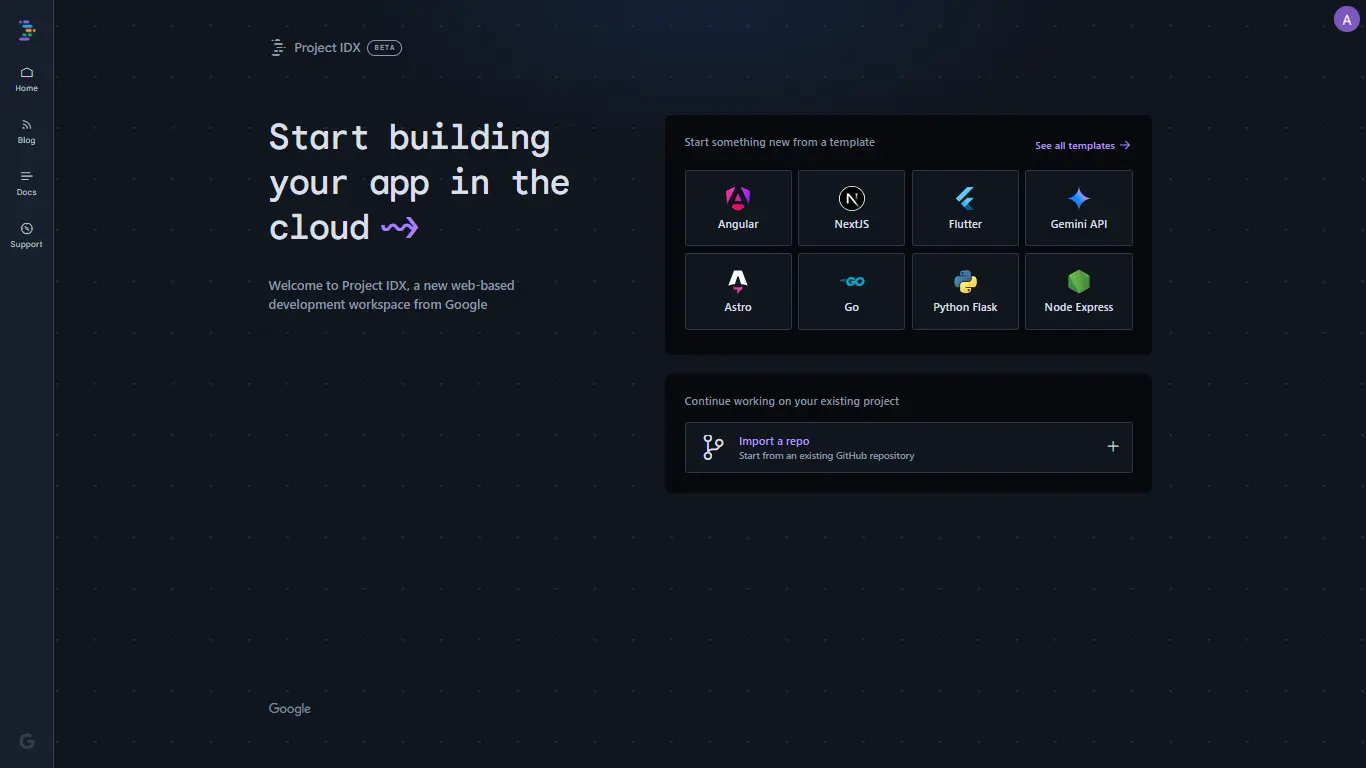 A
Home
Blog
Docs
Support
Project IDX BETA
Start building
your app in the
cloud
Welcome to Project IDX, a new web-based
development workspace from Google
Start something new from a template
See all templates
Angular
NextJS
Flutter
Gemini API
Astro
GO
Go
Python Flask
Node Express
Continue working on your existing project
Import a repo
Start from an existing GitHub repository
Google
G